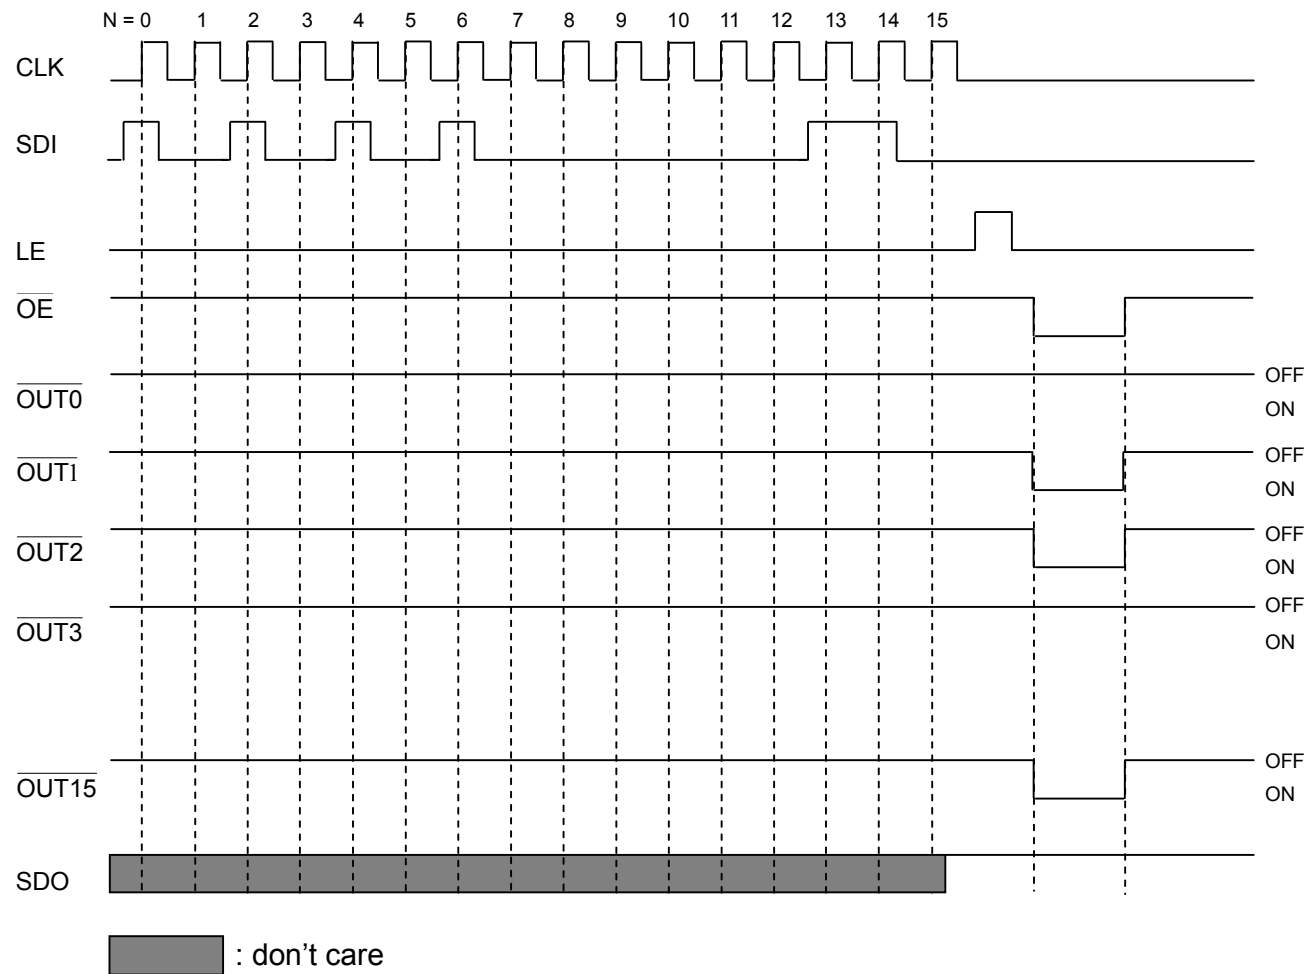 N = 0 1 2 3 4 5 6 7 8 9 10 11 12 13 14 15
CLK
SDI
LE
OE
OUT0
OFF
ON
OUT1
OFF
ON
OUT2
OFF
ON
OUT3
OFF
ON
OUT15
OFF
ON
SDO
: don't care